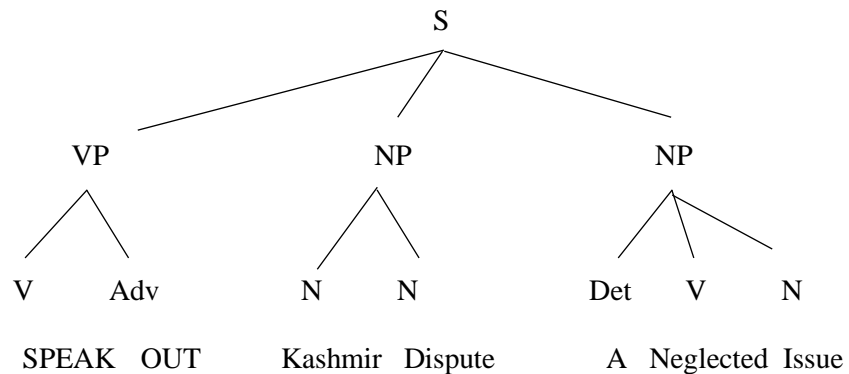 S
VP NP NP
V Adv N N Det V N
SPEAK OUT Kashmir Dispute A Neglected Issue